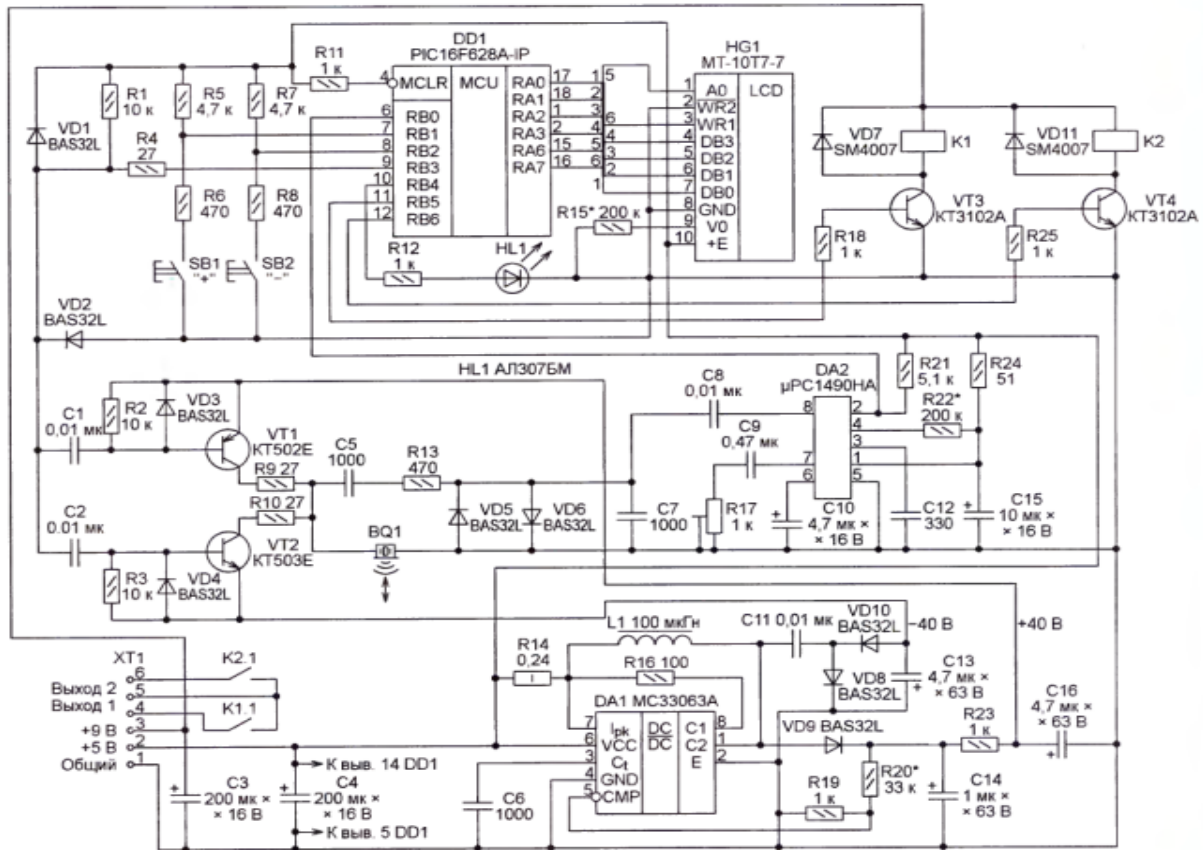 DD1
PIC16F628A-IP
HG1
MT-10T7-7
R11
1 к
4
MCLR
MCU
RA0
17
1
5
1
A0
LCD
RA1
18
2
2
WR2
RA2
1
3
6
3
WR1
RA3
2
4
4
4
DB3
RA6
15
5
3
5
DB2
RA7
16
6
2
6
DB1
1
7
DB0
8
GND
9
V0
10
+E
6
RB0
7
RB1
8
RB2
9
RB3
10
RB4
11
RB5
12
RB6
R1
10 к
R5
4,7 к
R7
4,7 к
VD1
BAS32L
R4
27
R6
470
R8
470
SB1
"+"
SB2
"–"
R12
1 к
HL1
R15* 200 к
VD7
SM4007
K1
VD11
SM4007
K2
VT3
КТ3102А
VT4
КТ3102А
R18
1 к
R25
1 к
VD2
BAS32L
HL1 АЛ307БМ
C1
0,01 мк
R2
10 к
VD3
BAS32L
VT1
КТ502Е
R9 27
R10 27
C5
1000
R13
470
C2
0.01 мк
R3
10 к
VD4
BAS32L
VT2
КТ503Е
BQ1
VD5
BAS32L
VD6
BAS32L
C8
0,01 мк
C9
0,47 мк
C7
1000
R17
1 к
DA2
µPC1490HA
8
7
6
2
4
3
1
5
R21
5,1 к
R24
51
R22*
200 к
+
C10
4,7 мк ×
× 16 В
C12
330
+
C15
10 мк ×
× 16 В
XT1
6
5
4
3
2
1
Выход 2
Выход 1
+9 В
+5 В
Общий
K2.1
K1.1
+
C3
200 мк ×
× 16 В
+
C4
200 мк ×
× 16 В
К выв. 14 DD1
К выв. 5 DD1
C6
1000
R14
0,24
L1 100 мкГн
R16 100
DA1 MC33063A
7
Ipk
6
VCC
3
Ct
4
GND
5
CMP
DC
DC
C1
8
C2
1
E
2
C11 0,01 мк
VD10
BAS32L
–40 В
+40 В
VD8
BAS32L
C13
4,7 мк ×
× 63 В
+
VD9 BAS32L
R19
1 к
R20*
33 к
R23
1 к
+
C14
1 мк ×
× 63 В
C16
4,7 мк ×
× 63 В
+